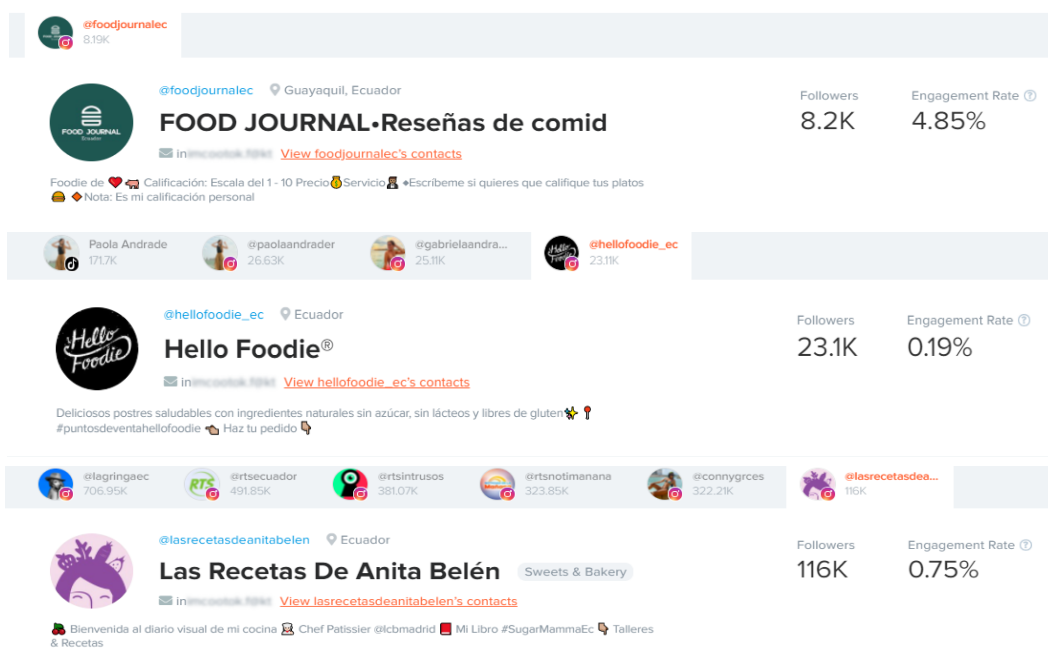 @foodjournalec
8.19K
@foodjournalec Guayaquil, Ecuador
Followers
Engagement Rate ?
FOOD JOURNAL
Ecuador
FOOD JOURNAL•Reseñas de comid
8.2K
4.85%
in
View foodjournalec's contacts
Foodie de ❤️🐖 Calificación: Escala del 1 - 10 Precio💰Servicio🤵 🔸Escríbeme si quieres que califique tus platos
🍔 🔸Nota: Es mi calificación personal
Paola Andrade
171.7K
@paolaandrader
26.63K
@gabrielaandra...
25.11K
@hellofoodie_ec
23.11K
@hellofoodie_ec Ecuador
Followers
Engagement Rate ?
Hello
Foodie
Hello Foodie®
23.1K
0.19%
in
View hellofoodie_ec's contacts
Deliciosos postres saludables con ingredientes naturales sin azúcar, sin lácteos y libres de gluten✨ 📍
#puntosdeventahellofoodie 👈🏽 Haz tu pedido 👇🏽
@lagringaec
706.95K
RTS
@rtsecuador
491.85K
@rtsintrusos
381.07K
@rtsnotimanana
323.85K
@connygrces
322.21K
@lasrecetasdea...
116K
@lasrecetasdeanitabelen Ecuador
Followers
Engagement Rate ?
Las Recetas De Anita Belén
Sweets & Bakery
116K
0.75%
in
View lasrecetasdeanitabelen's contacts
🍒 Bienvenida al diario visual de mi cocina 👩🏻‍🍳 Chef Patissier @lcbmadrid 📕 Mi Libro #SugarMammaEc 👇🏽 Talleres
& Recetas